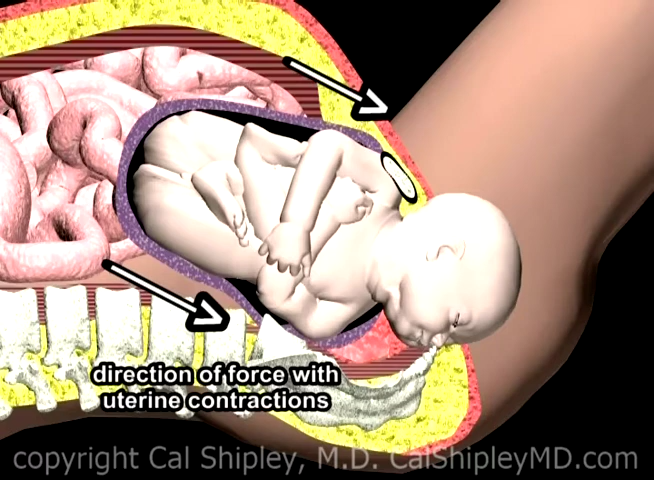 direction of force with
uterine contractions
copyright Cal Shipley, M.D. CalShipleyMD.com